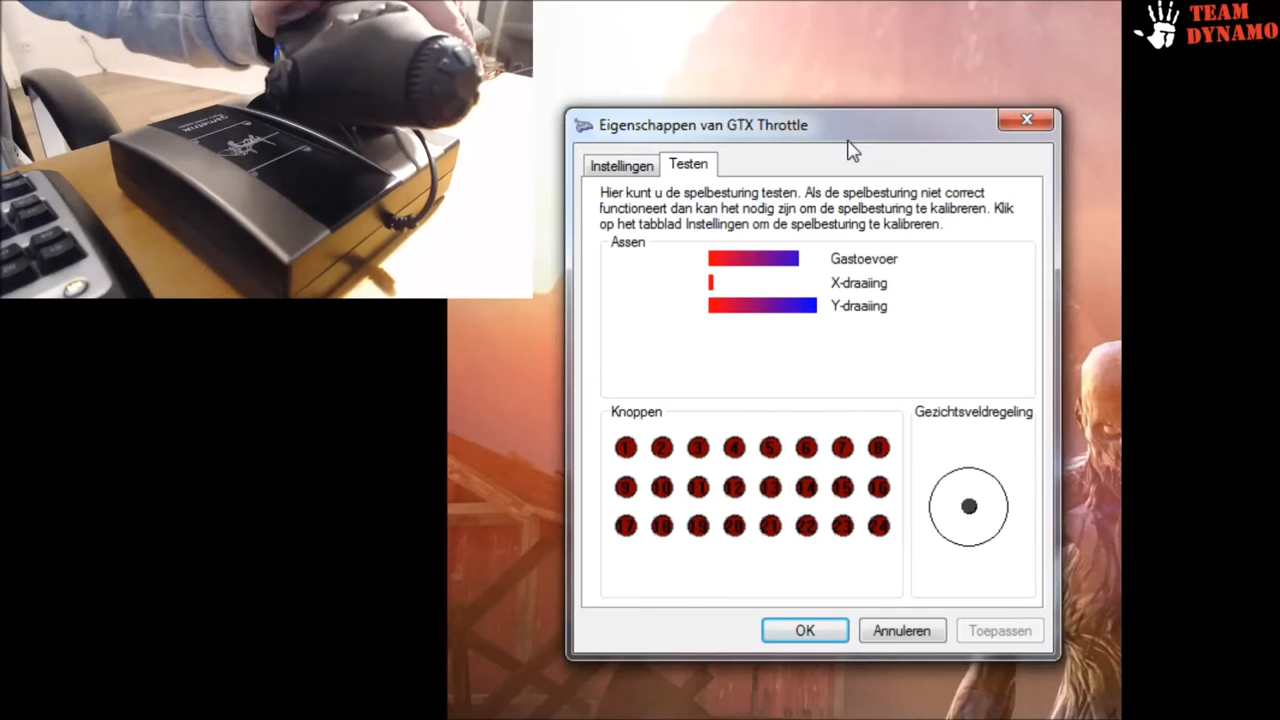 TEAM
DYNAMO
Eigenschappen van GTX Throttle
Instellingen
Testen
Hier kunt u de spelbesturing testen. Als de spelbesturing niet correct
functioneert dan kan het nodig zijn om de spelbesturing te kalibreren. Klik
op het tabblad Instellingen om de spelbesturing te kalibreren.
Assen
Gastoevoer
X-draaiing
Y-draaiing
Knoppen
1 2 3 4 5 6 7 8
9 10 11 12 13 14 15 16
17 18 19 20 21 22 23 24
Gezichtsveldregeling
OK
Annuleren
Toepassen